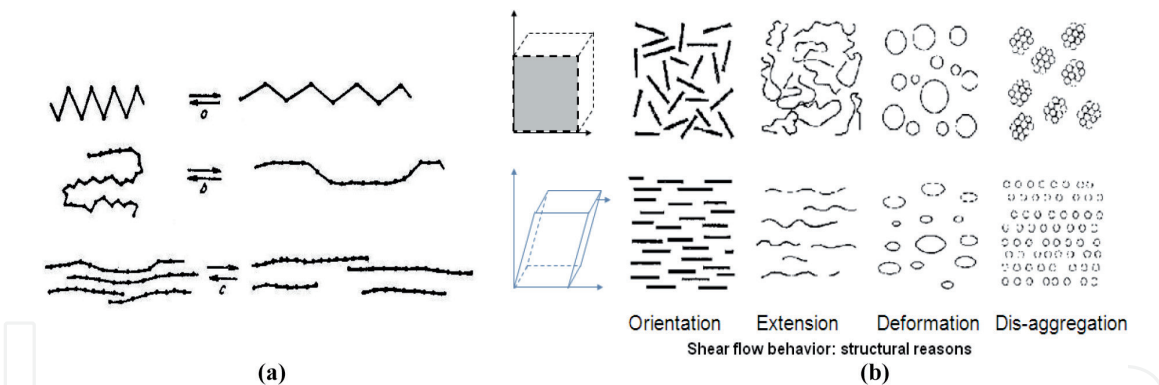 a
b
c
Orientation Extension Deformation Dis-aggregation
Shear flow behavior: structural reasons
(a) (b)